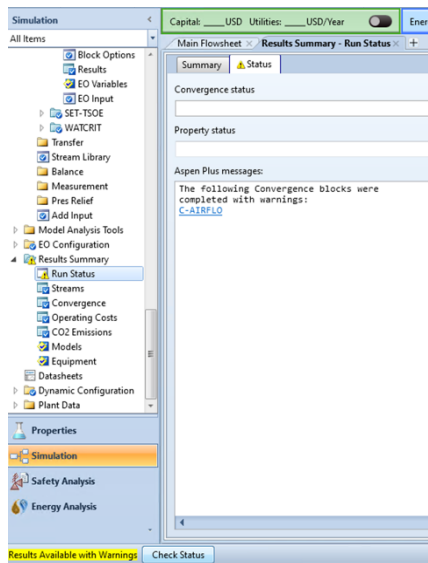 Simulation
Capital: ____USD Utilities: ____USD/Year
Ener
All Items
Main Flowsheet
Results Summary - Run Status
Block Options
Results
EO Variables
EO Input
SET-TSOE
WATCRIT
Transfer
Stream Library
Balance
Measurement
Pres Relief
Add Input
Model Analysis Tools
EO Configuration
Results Summary
Run Status
Streams
Convergence
Operating Costs
CO2 Emissions
Models
Equipment
Datasheets
Dynamic Configuration
Plant Data
Properties
Simulation
Safety Analysis
Energy Analysis
Summary
Status
Convergence status
Property status
Aspen Plus messages:
The following Convergence blocks were
completed with warnings:
C-AIRFLO
Results Available with Warnings
Check Status